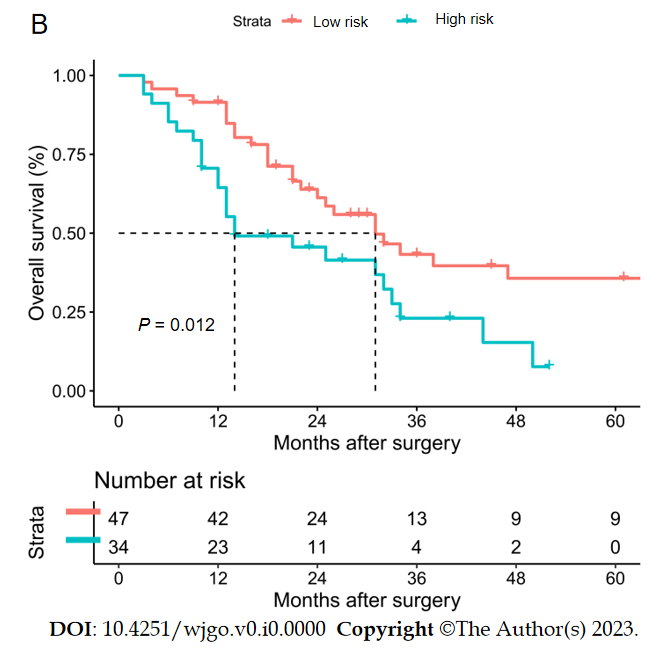 B
Strata Low risk High risk
Overall survival (%)
1.00
0.75
0.50
0.25
0.00
P = 0.012
0 12 24 36 48 60
Months after surgery
Number at risk
Strata
47 42 24 13 9 9
34 23 11 4 2 0
0 12 24 36 48 60
Months after surgery
DOI: 10.4251/wjgo.v0.i0.0000 Copyright ©The Author(s) 2023.